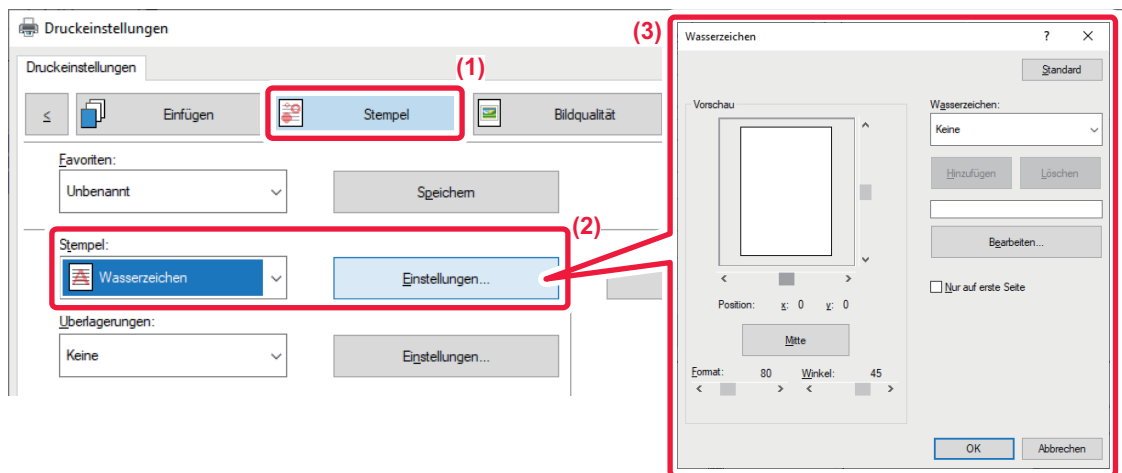 Druckeinstellungen
Druckeinstellungen
(1)
< Einfügen Stempel Bildqualität
Favoriten:
Unbenannt Speichern
(2)
Stempel:
Wasserzeichen Einstellungen...
Überlagerungen:
Keine Einstellungen...
(3)
Wasserzeichen ? ×
Standard
Vorschau
Wasserzeichen:
Keine
Hinzufügen Löschen
Bearbeiten...
Nur auf erste Seite
Position: x: 0 y: 0
Mitte
Format: 80 Winkel: 45
OK Abbrechen